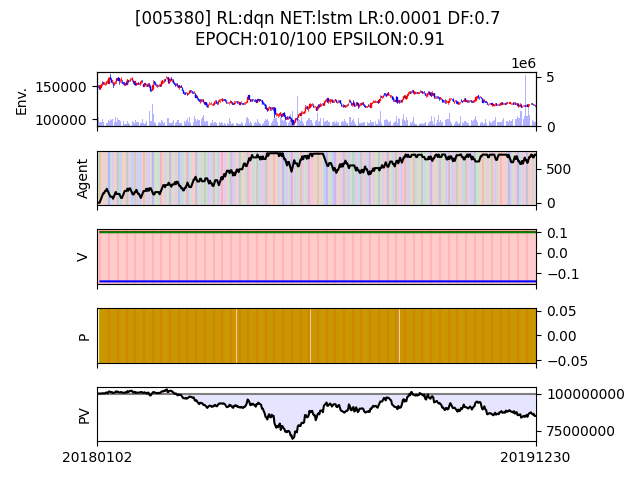 [005380] RL:dqn NET:lstm LR:0.0001 DF:0.7
EPOCH:010/100 EPSILON:0.91
1e6
Env.
150000
100000
5
0
Agent
500
0
V
0.1
0.0
−0.1
P
0.05
0.00
−0.05
PV
100000000
75000000
20180102
20191230